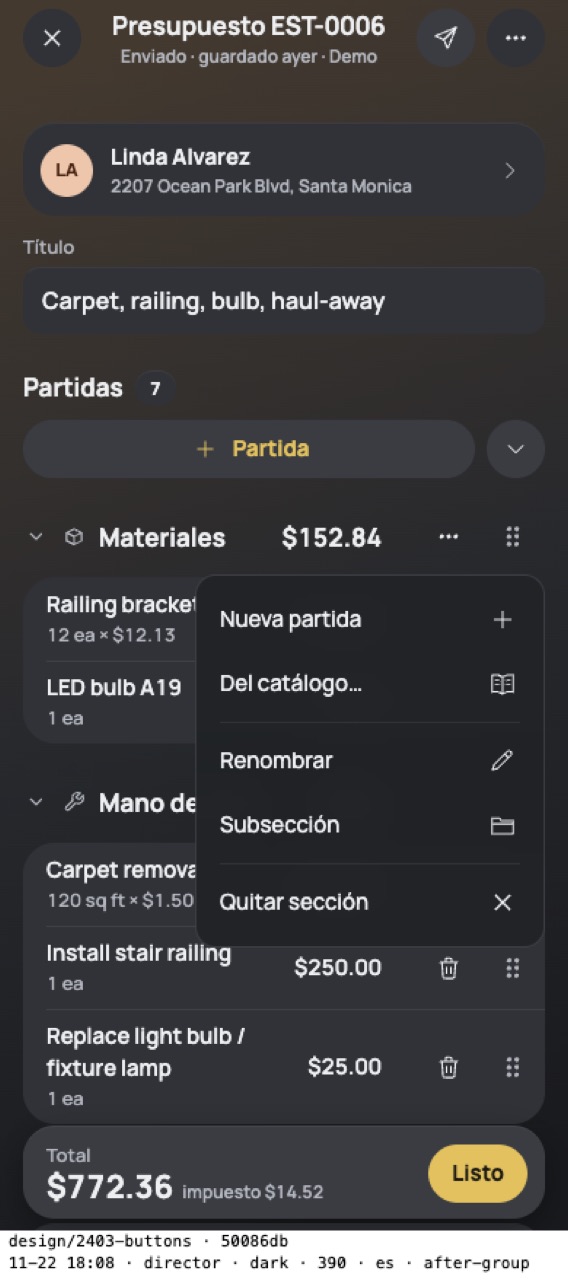 Presupuesto EST-0006
Enviado · guardado ayer · Demo
LA
Linda Alvarez
2207 Ocean Park Blvd, Santa Monica
Título
Carpet, railing, bulb, haul-away
Partidas 7
+ Partida
Materiales $152.84
Railing bracket
12 ea × $12.13
LED bulb A19
1 ea
Nueva partida
Del catálogo...
Renombrar
Subsección
Quitar sección
Mano de
Carpet remova
120 sq ft × $1.50
Install stair railing $250.00
1 ea
Replace light bulb /
fixture lamp $25.00
1 ea
Total
$772.36 impuesto $14.52
Listo
design/2403-buttons · 50086db
11-22 18:08 · director · dark · 390 · es · after-group